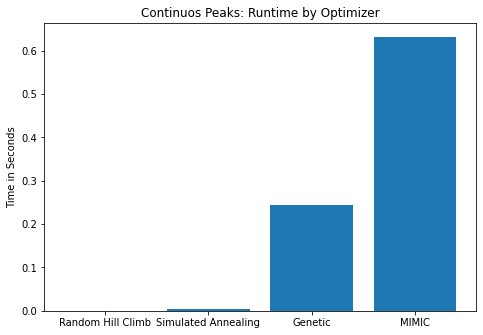 Continuos Peaks: Runtime by Optimizer
Time in Seconds
0.6
0.5
0.4
0.3
0.2
0.1
0.0
Random Hill Climb Simulated Annealing Genetic MIMIC